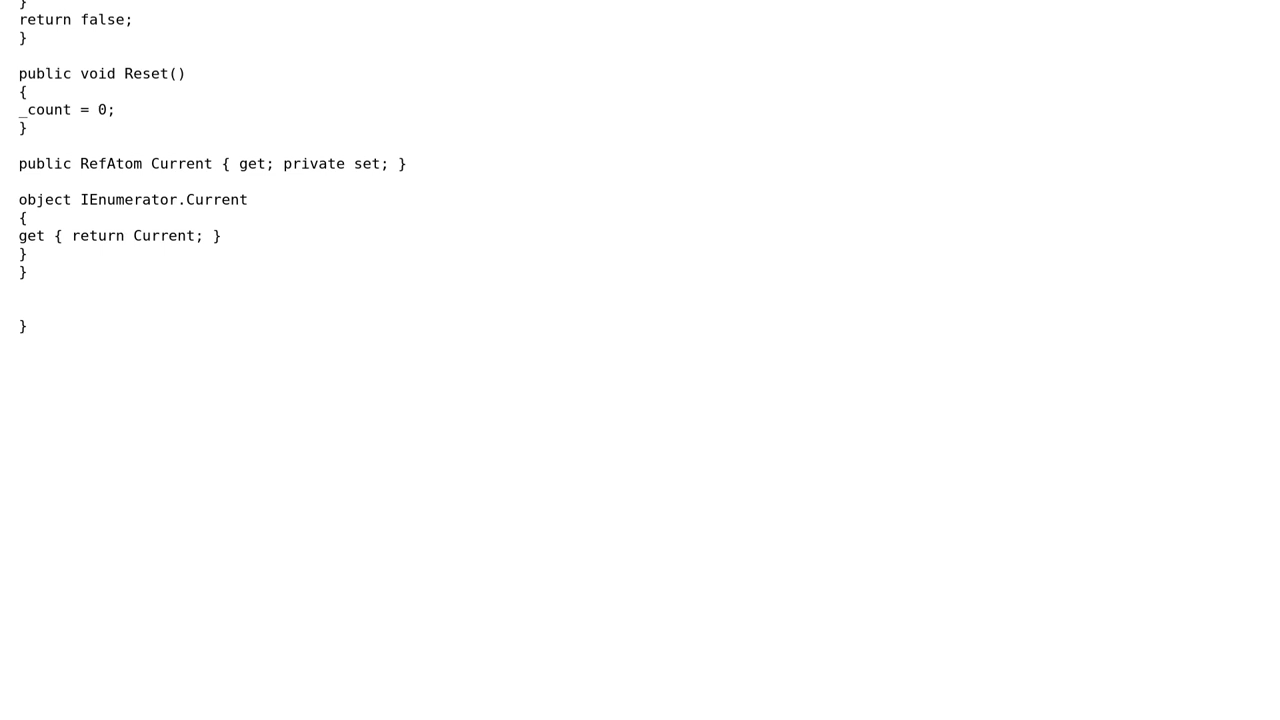 }
return false;
}

public void Reset()
{
_count = 0;
}

public RefAtom Current { get; private set; }

object IEnumerator.Current
{
get { return Current; }
}
}


}